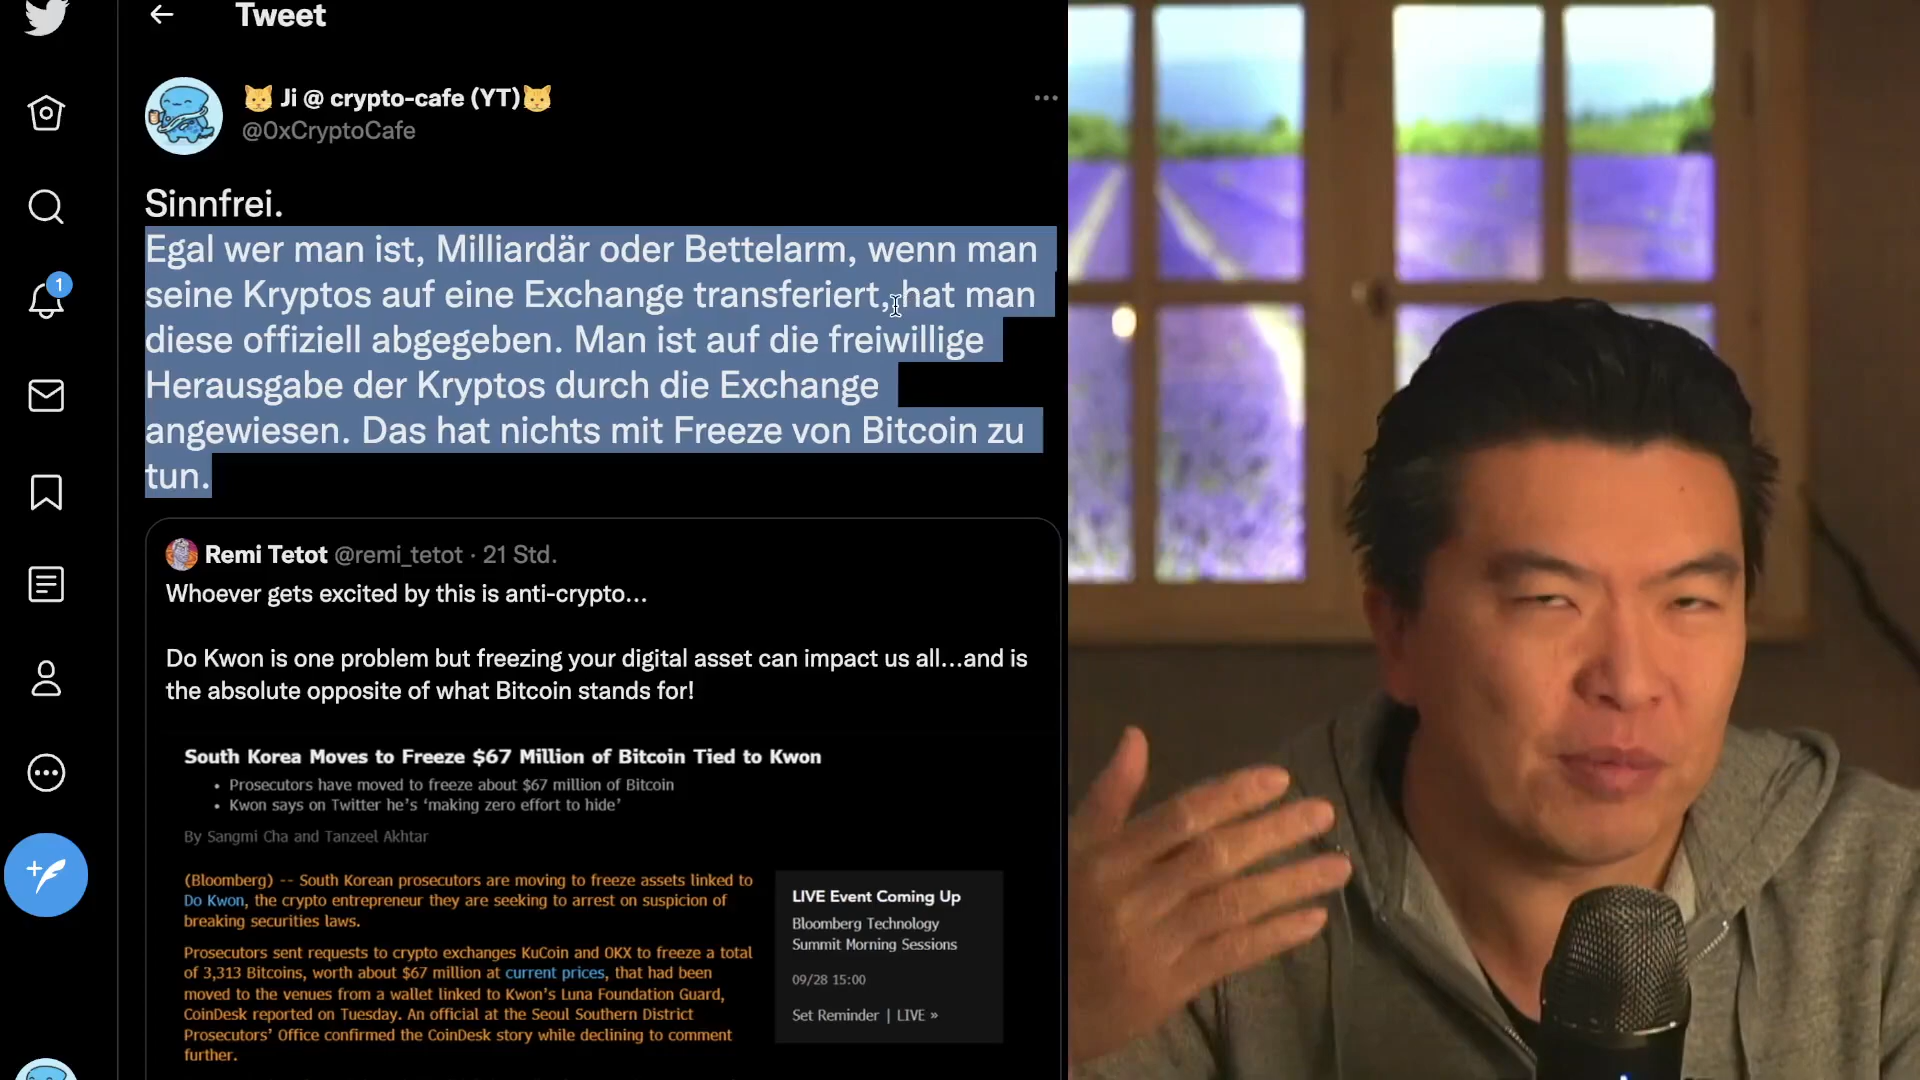 Tweet
🐱 Ji @ crypto-cafe (YT)🐱
@0xCryptoCafe
Sinnfrei.
Egal wer man ist, Milliardär oder Bettelarm, wenn man
seine Kryptos auf eine Exchange transferiert, hat man
diese offiziell abgegeben. Man ist auf die freiwillige
Herausgabe der Kryptos durch die Exchange
angewiesen. Das hat nichts mit Freeze von Bitcoin zu
tun.
1
Remi Tetot @remi_tetot · 21 Std.
Whoever gets excited by this is anti-crypto...
Do Kwon is one problem but freezing your digital asset can impact us all...and is
the absolute opposite of what Bitcoin stands for!
South Korea Moves to Freeze $67 Million of Bitcoin Tied to Kwon
• Prosecutors have moved to freeze about $67 million of Bitcoin
• Kwon says on Twitter he's ‘making zero effort to hide’
By Sangmi Cha and Tanzeel Akhtar
(Bloomberg) -- South Korean prosecutors are moving to freeze assets linked to
Do Kwon, the crypto entrepreneur they are seeking to arrest on suspicion of
breaking securities laws.
Prosecutors sent requests to crypto exchanges KuCoin and OKX to freeze a total
of 3,313 Bitcoins, worth about $67 million at current prices, that had been
moved to the venues from a wallet linked to Kwon's Luna Foundation Guard,
CoinDesk reported on Tuesday. An official at the Seoul Southern District
Prosecutors' Office confirmed the CoinDesk story while declining to comment
further.
LIVE Event Coming Up
Bloomberg Technology
Summit Morning Sessions
09/28 15:00
Set Reminder | LIVE »